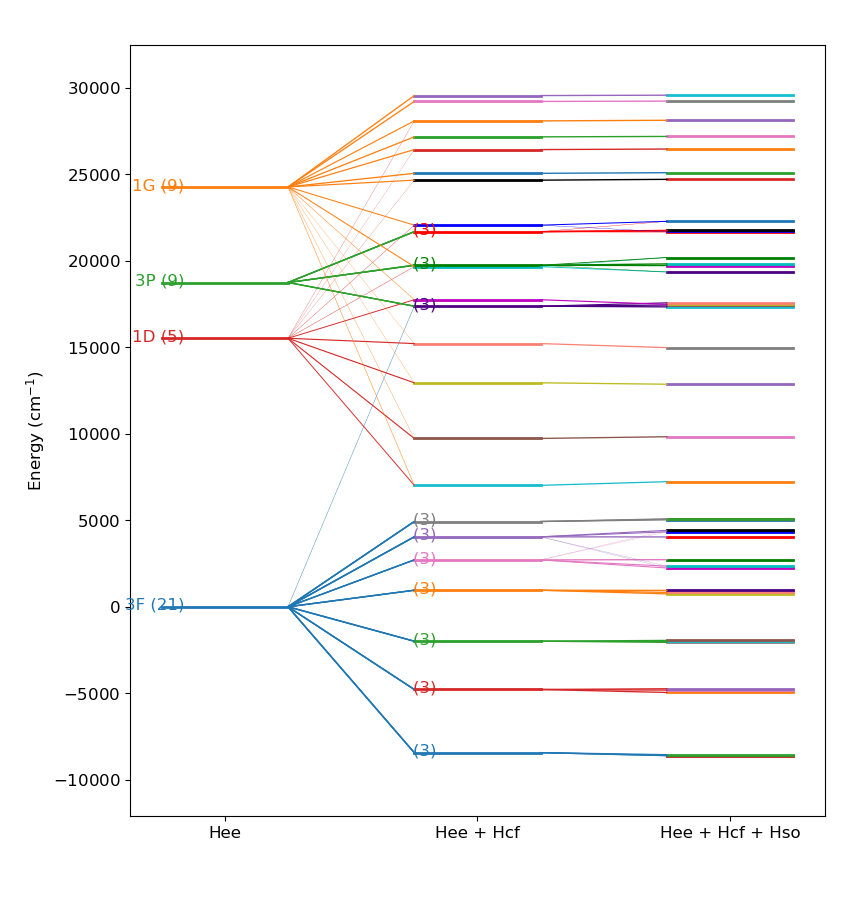 30000
25000
20000
15000
10000
5000
0
−5000
−10000
Energy (cm⁻¹)
1G (9)
3P (9)
1D (5)
3F (21)
(3)
(3)
(3)
(3)
(3)
(3)
(3)
(3)
(3)
(3)
Hee
Hee + Hcf
Hee + Hcf + Hso